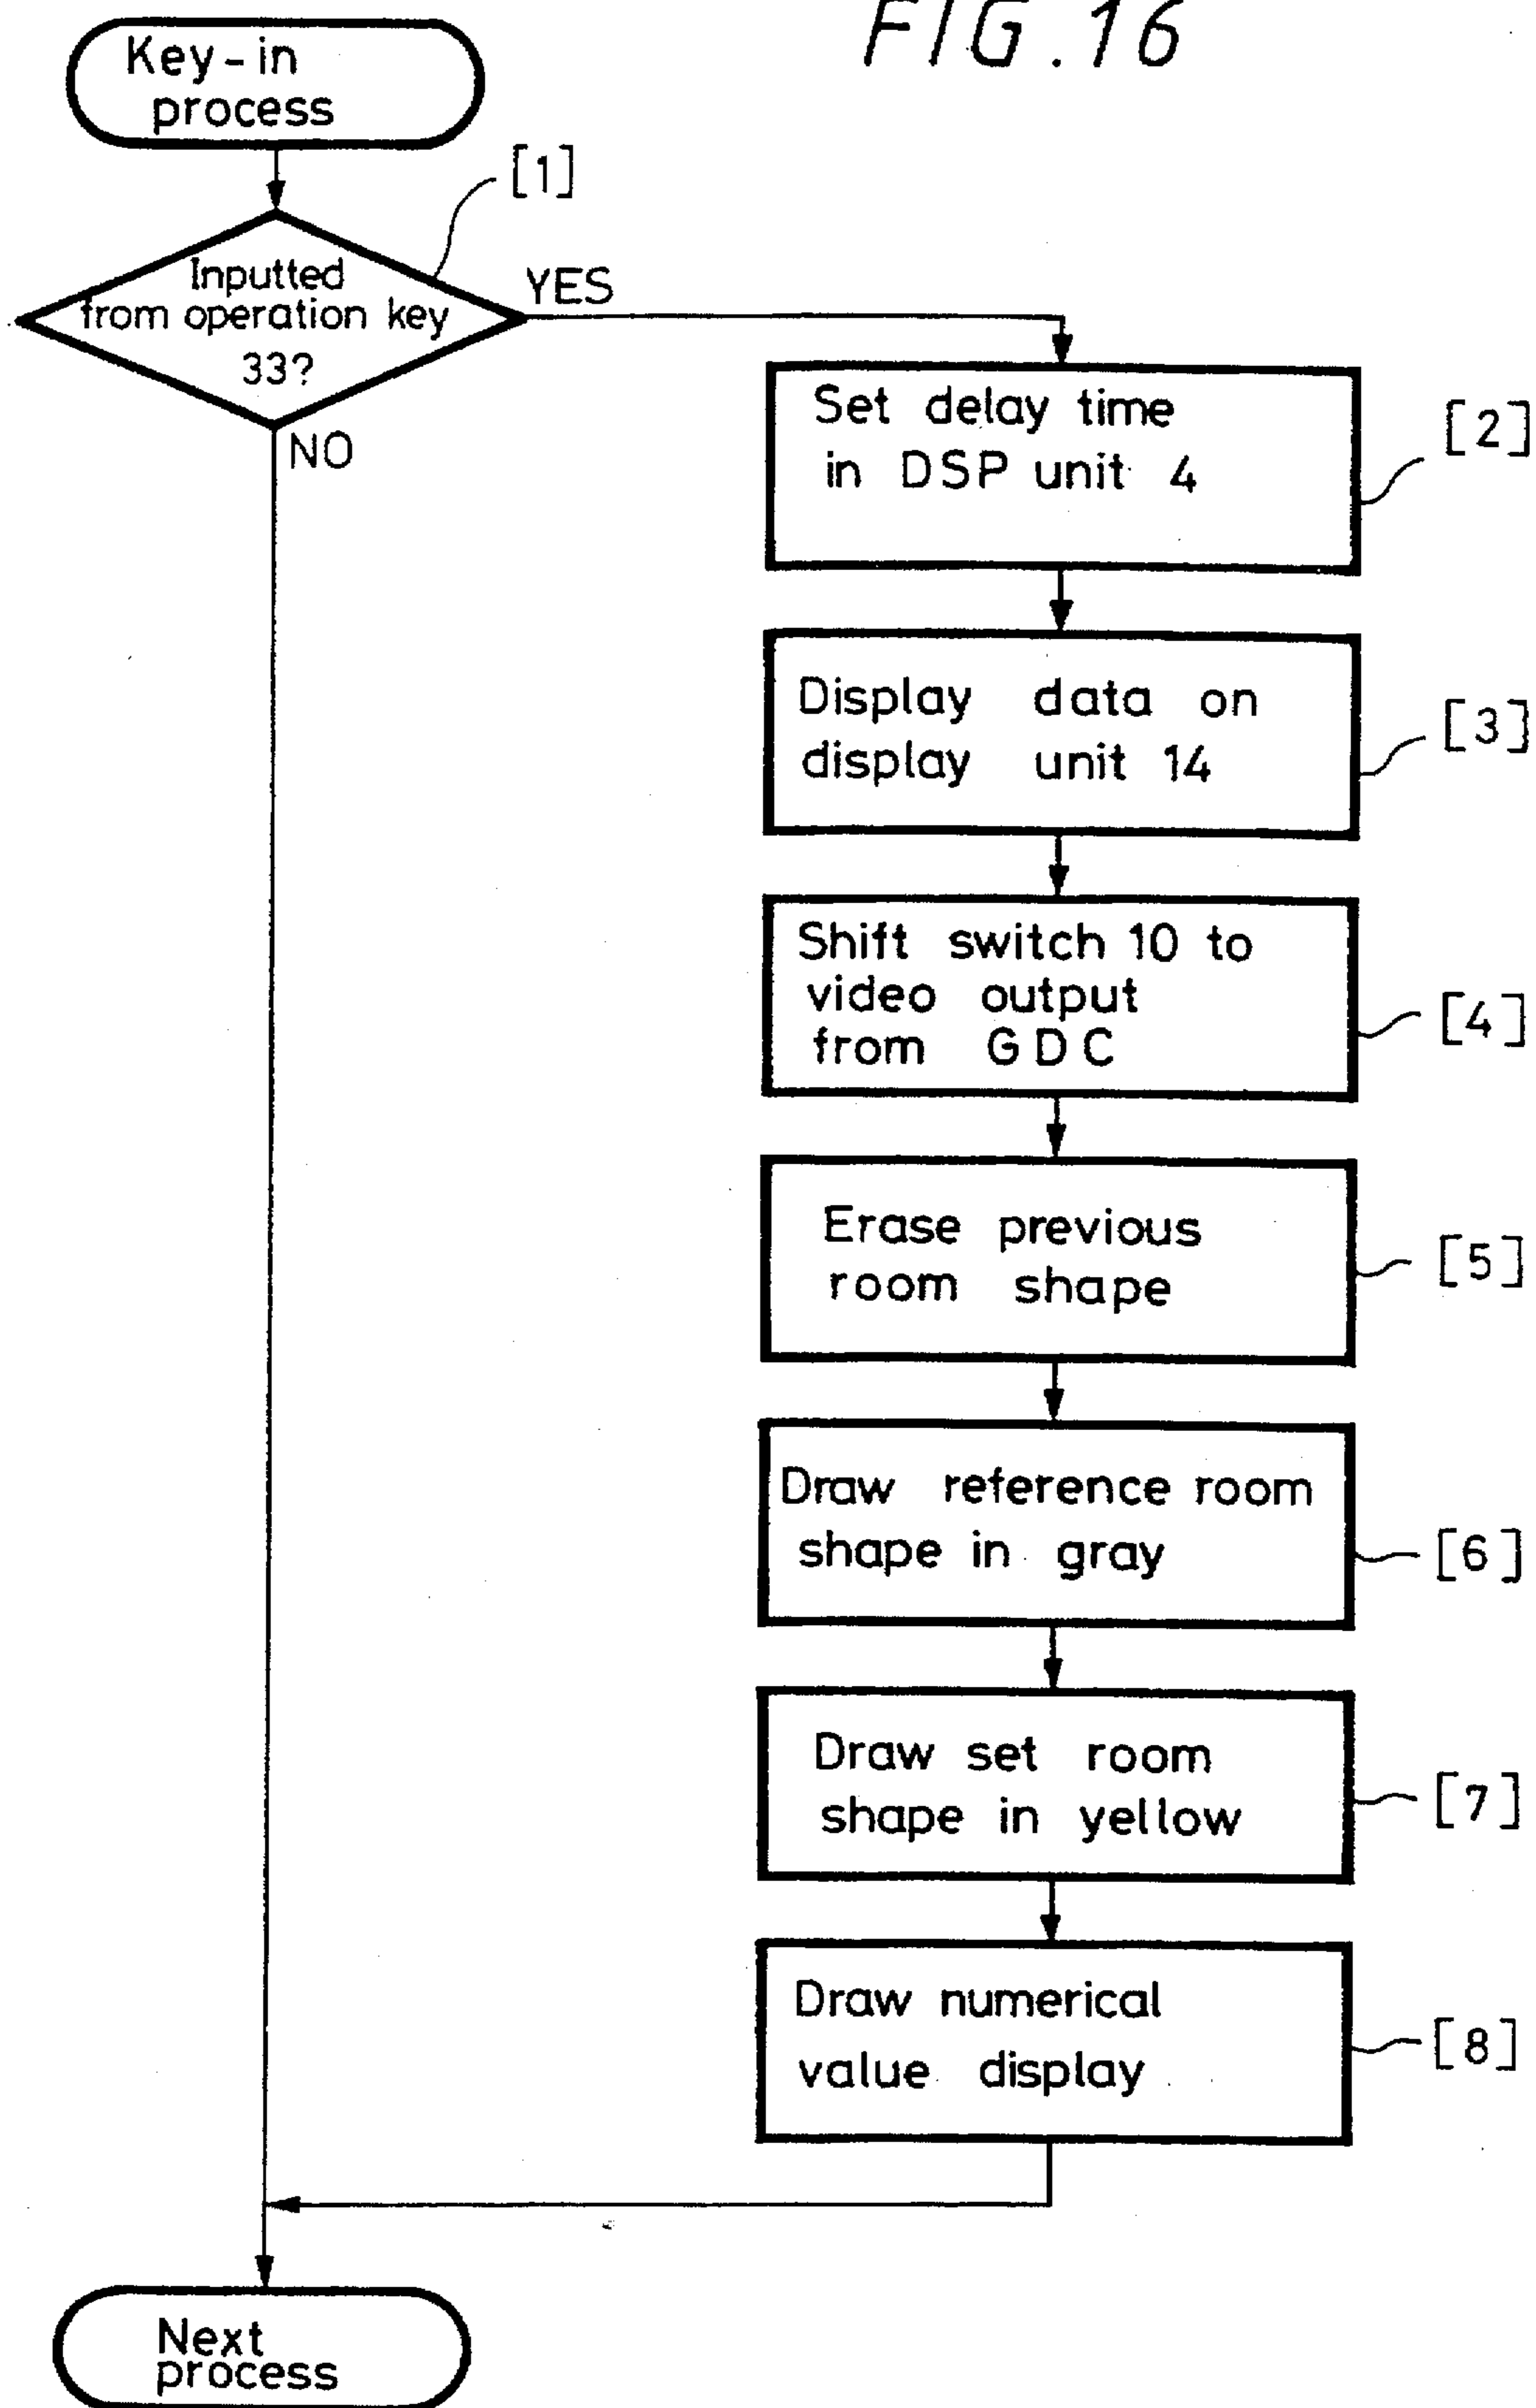 FIG.16
Key-in
process
[1]
Inputted
from operation key
33?
YES
NO
Set delay time
in DSP unit 4
[2]
Display data on
display unit 14
[3]
Shift switch 10 to
video output
from GDC
[4]
Erase previous
room shape
[5]
Draw reference room
shape in gray
[6]
Draw set room
shape in yellow
[7]
Draw numerical
value display
[8]
Next
process